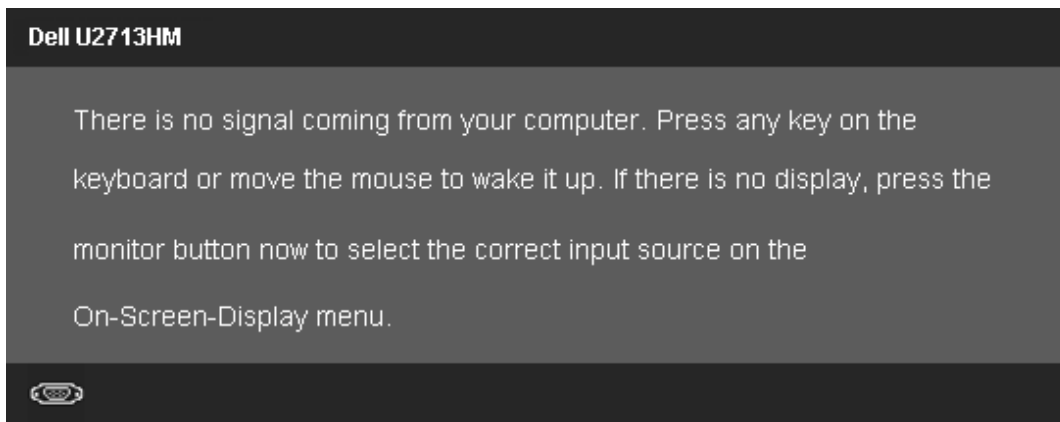 Dell U2713HM
There is no signal coming from your computer. Press any key on the
keyboard or move the mouse to wake it up. If there is no display, press the
monitor button now to select the correct input source on the
On-Screen-Display menu.